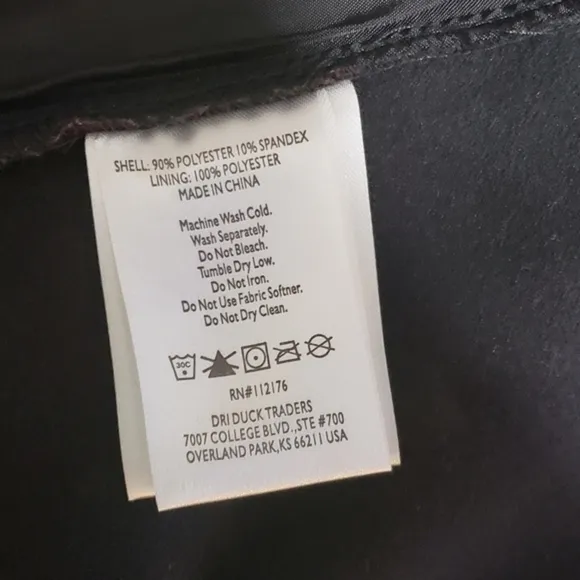 SHELL: 90% POLYESTER 10% SPANDEX
LINING: 100% POLYESTER
MADE IN CHINA
Machine Wash Cold.
Wash Separately.
Do Not Bleach.
Tumble Dry Low.
Do Not Iron.
Do Not Use Fabric Softner.
Do Not Dry Clean.
30C
RN#112176
DRI DUCK TRADERS
7007 COLLEGE BLVD., STE #700
OVERLAND PARK, KS 66211 USA